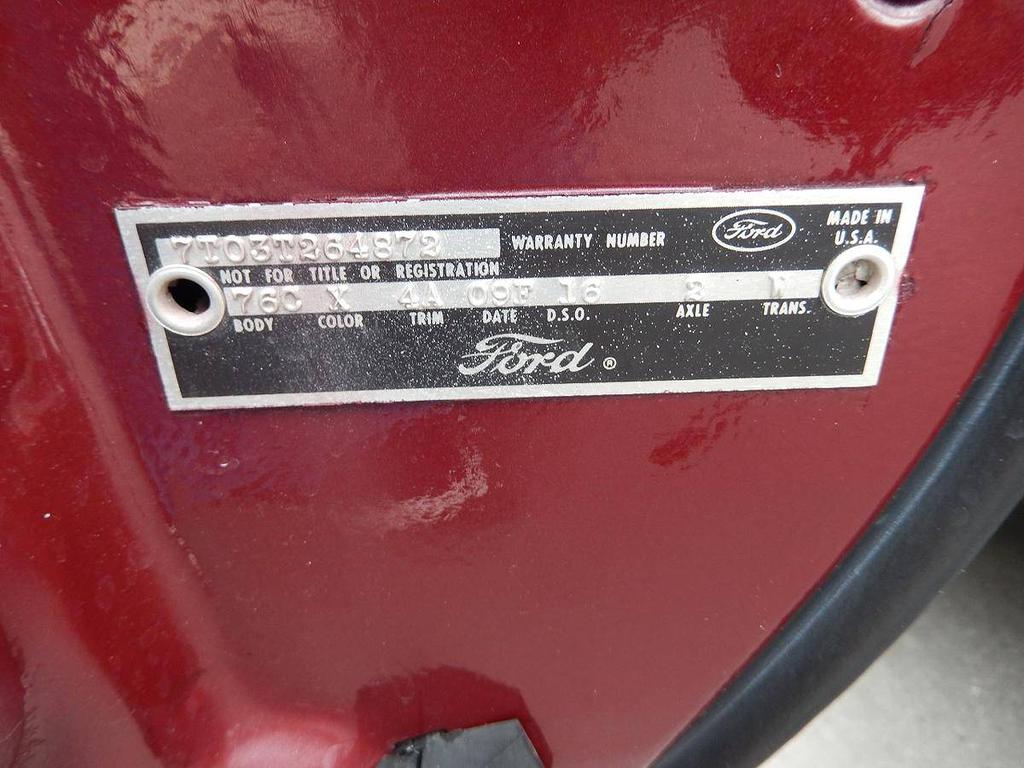 7T03T264872 WARRANTY NUMBER Ford MADE IN U.S.A.
NOT FOR TITLE OR REGISTRATION
76C X 4A 09F 16 2 W
BODY COLOR TRIM DATE D.S.O. AXLE TRANS.
Ford ®